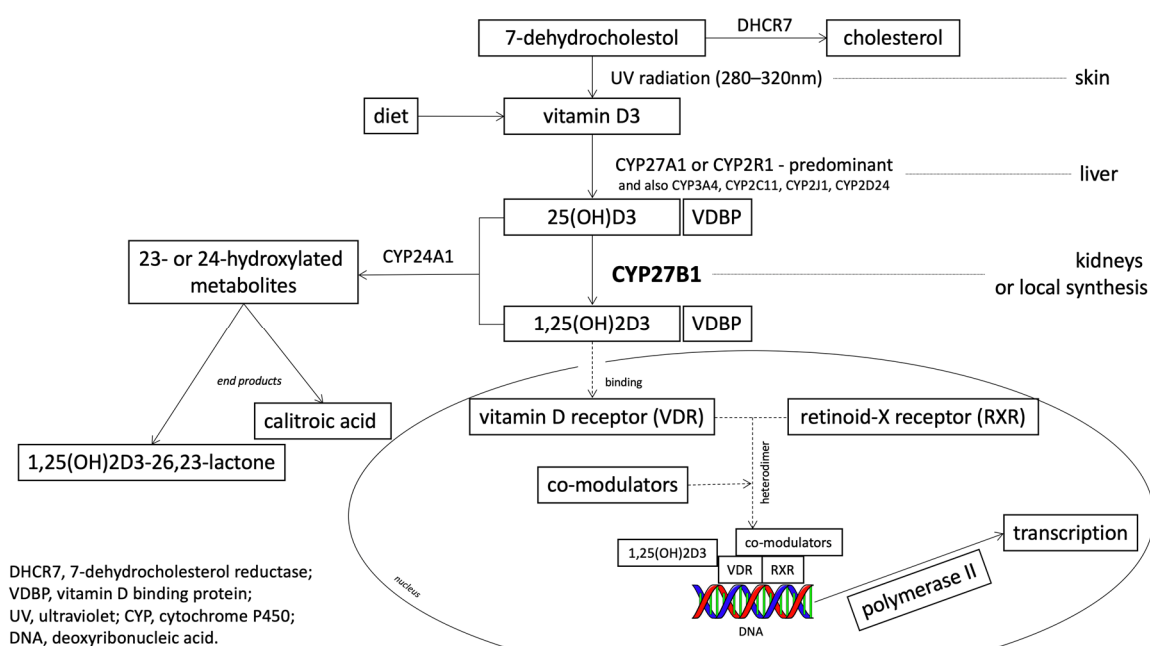 7-dehydrocholestol
DHCR7
cholesterol
UV radiation (280–320nm)
skin
diet
vitamin D3
CYP27A1 or CYP2R1 - predominant
and also CYP3A4, CYP2C11, CYP2J1, CYP2D24
liver
25(OH)D3
VDBP
23- or 24-hydroxylated
metabolites
CYP24A1
CYP27B1
kidneys
or local synthesis
1,25(OH)2D3
VDBP
end products
binding
calitroic acid
vitamin D receptor (VDR)
retinoid-X receptor (RXR)
1,25(OH)2D3-26,23-lactone
co-modulators
heterodimer
transcription
1,25(OH)2D3
co-modulators
VDR
RXR
polymerase II
nucleus
DNA
DHCR7, 7-dehydrocholesterol reductase;
VDBP, vitamin D binding protein;
UV, ultraviolet; CYP, cytochrome P450;
DNA, deoxyribonucleic acid.